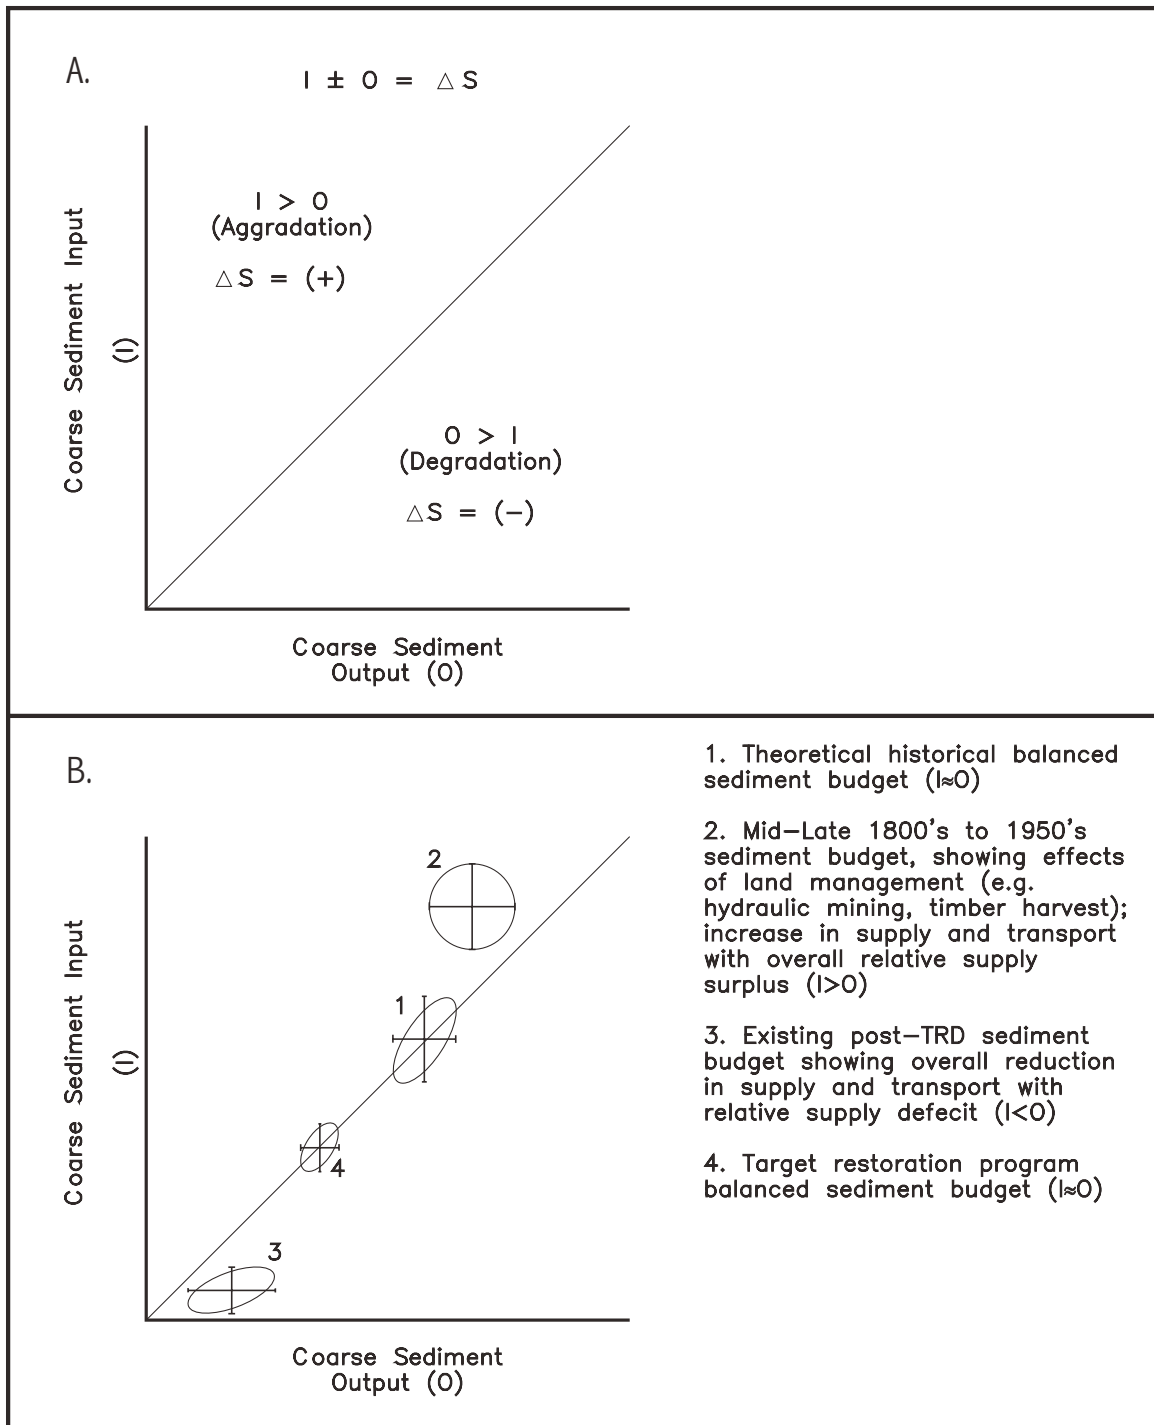 A.
I ± O = △S
I > O
(Aggradation)
△S = (+)
Coarse Sediment Input
(I)
O > I
(Degradation)
△S = (−)
Coarse Sediment
Output (O)
B.
2
1
4
3
Coarse Sediment Input
(I)
Coarse Sediment
Output (O)
1. Theoretical historical balanced
sediment budget (I≈O)
2. Mid−Late 1800's to 1950's
sediment budget, showing effects
of land management (e.g.
hydraulic mining, timber harvest);
increase in supply and transport
with overall relative supply
surplus (I>O)
3. Existing post−TRD sediment
budget showing overall reduction
in supply and transport with
relative supply defecit (I<O)
4. Target restoration program
balanced sediment budget (I≈O)